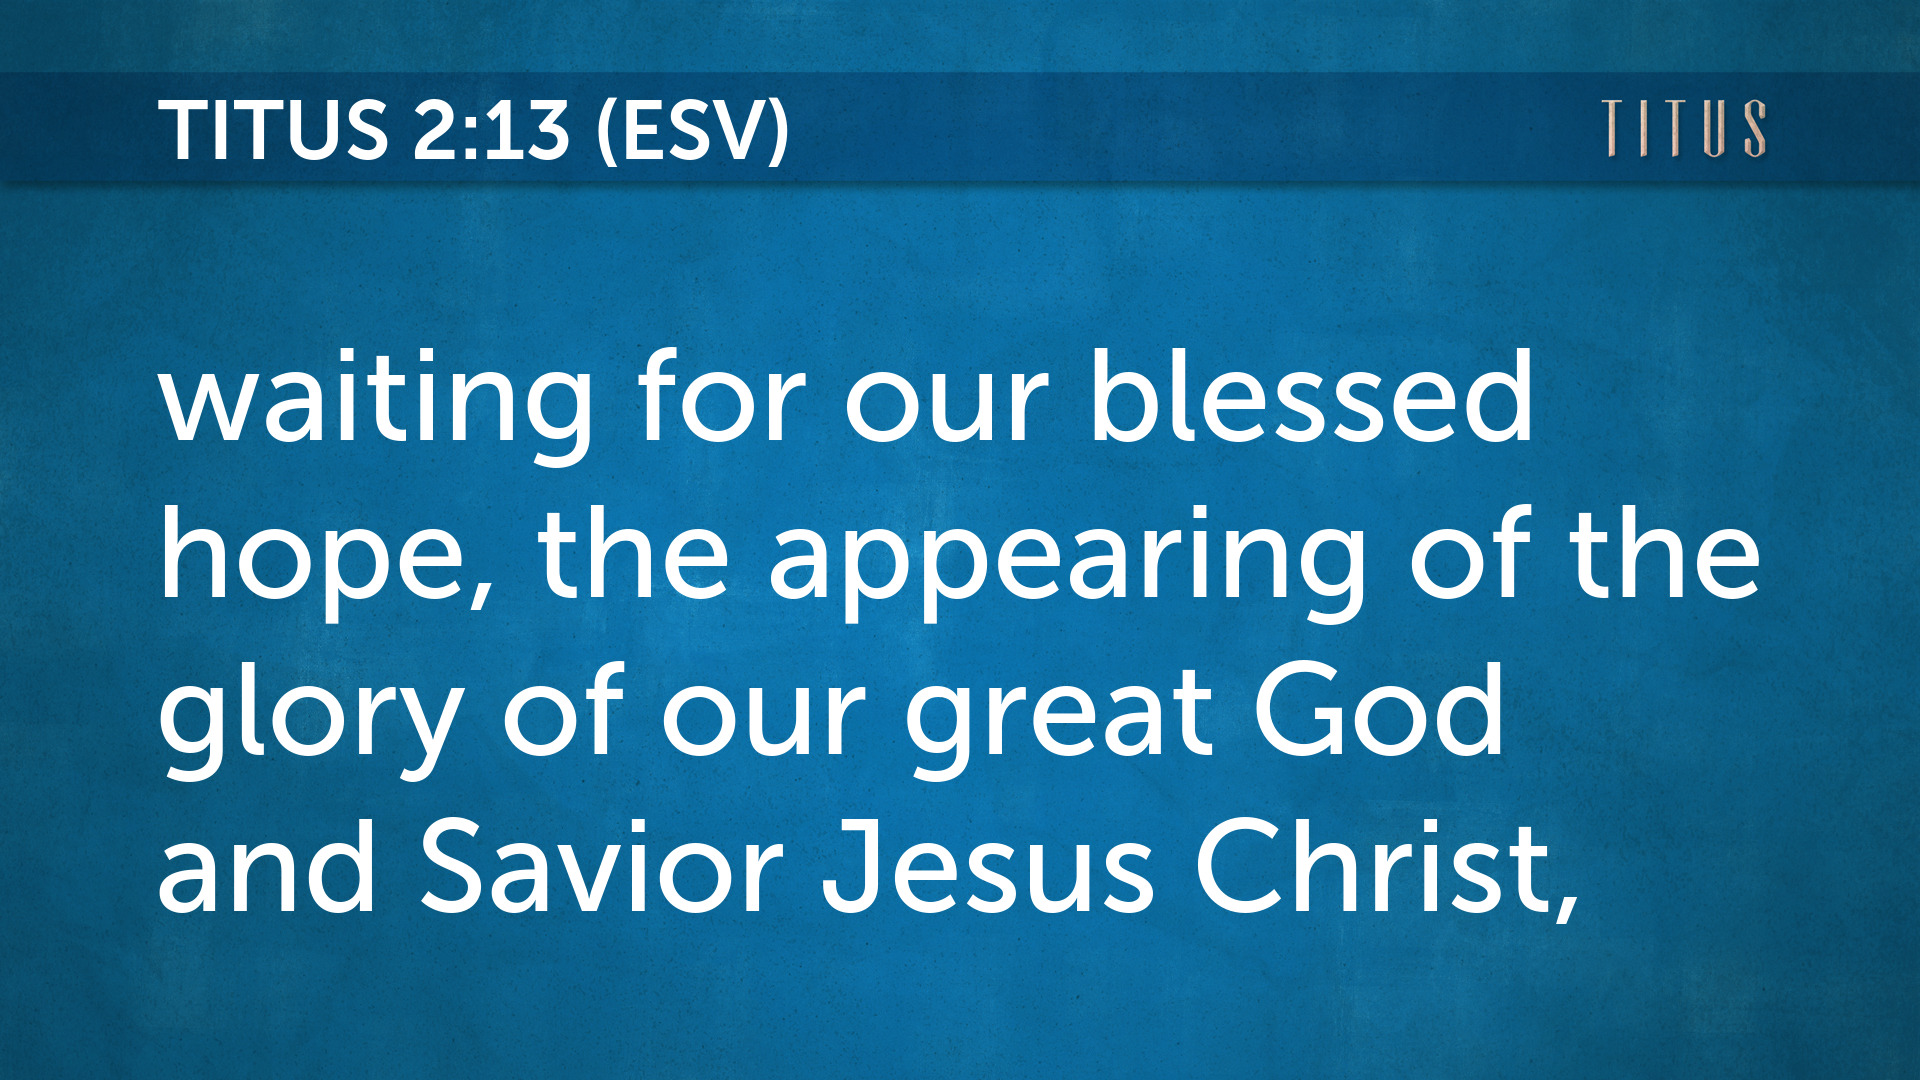 TITUS 2:13 (ESV)
TITUS
waiting for our blessed
hope, the appearing of the
glory of our great God
and Savior Jesus Christ,